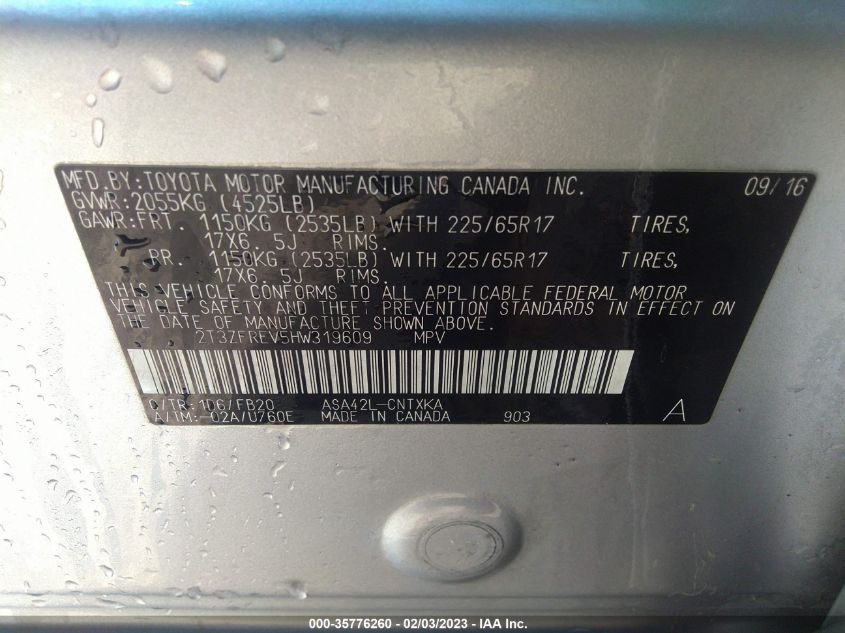 MFD.BY:TOYOTA MOTOR MANUFACTURING CANADA INC. 09/16
GVWR:2055KG (4525LB)
GAWR:FRT. 1150KG (2535LB) WITH 225/65R17 TIRES,
17X6. 5J RIMS.
RR. 1150KG (2535LB) WITH 225/65R17 TIRES,
17X6. 5J RIMS.
THIS VEHICLE CONFORMS TO ALL APPLICABLE FEDERAL MOTOR
VEHICLE SAFETY AND THEFT PREVENTION STANDARDS IN EFFECT ON
THE DATE OF MANUFACTURE SHOWN ABOVE.
2T3ZFREV5HW319609 MPV
C/TR:1D6/FB20 ASA42L-CNTXKA
A/TM:-02A/U760E MADE IN CANADA 903 A
000-35776260 - 02/03/2023 - IAA Inc.